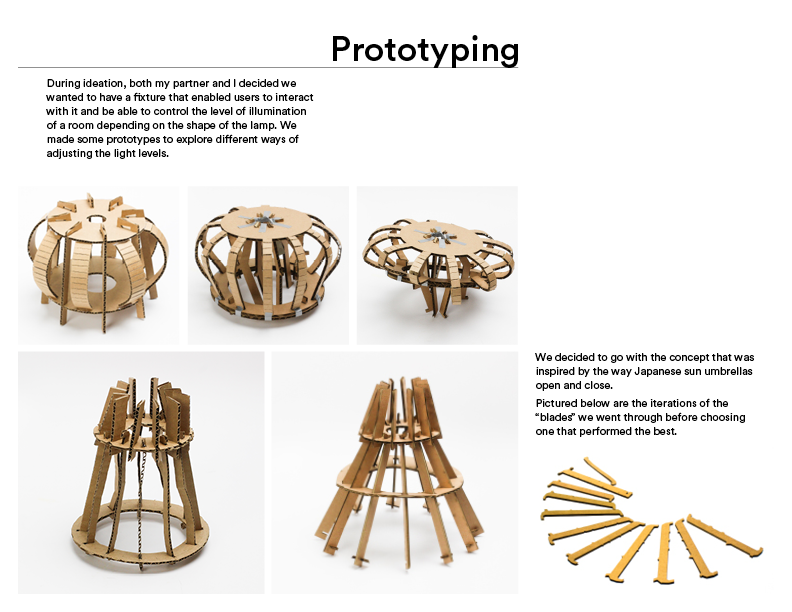 Prototyping
During ideation, both my partner and I decided we
wanted to have a fixture that enabled users to interact
with it and be able to control the level of illumination
of a room depending on the shape of the lamp. We
made some prototypes to explore different ways of
adjusting the light levels.
We decided to go with the concept that was
inspired by the way Japanese sun umbrellas
open and close.
Pictured below are the iterations of the
“blades” we went through before choosing
one that performed the best.